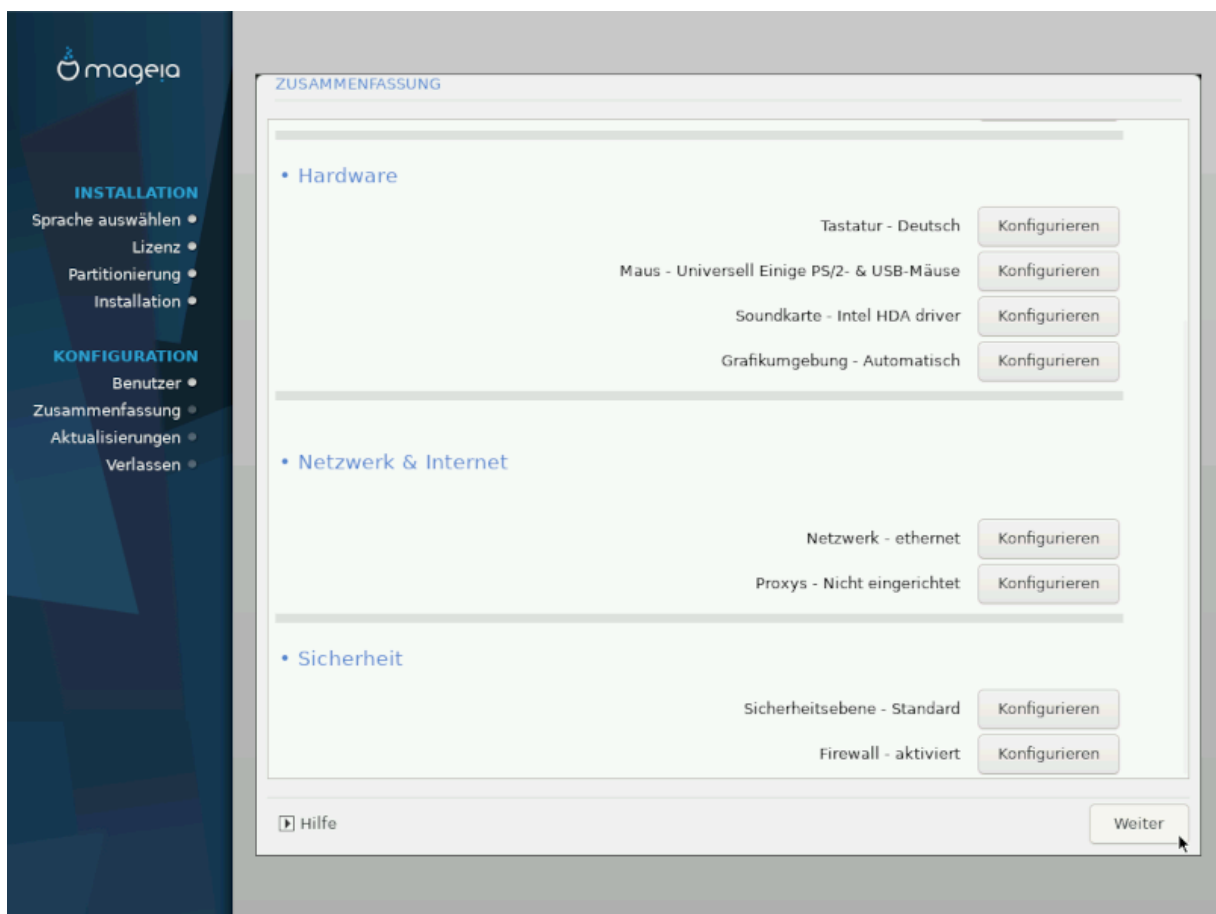 mageia
INSTALLATION
Sprache auswählen
Lizenz
Partitionierung
Installation
KONFIGURATION
Benutzer
Zusammenfassung
Aktualisierungen
Verlassen
ZUSAMMENFASSUNG
• Hardware
Tastatur - Deutsch Konfigurieren
Maus - Universell Einige PS/2- & USB-Mäuse Konfigurieren
Soundkarte - Intel HDA driver Konfigurieren
Grafikumgebung - Automatisch Konfigurieren
• Netzwerk & Internet
Netzwerk - ethernet Konfigurieren
Proxys - Nicht eingerichtet Konfigurieren
• Sicherheit
Sicherheitsebene - Standard Konfigurieren
Firewall - aktiviert Konfigurieren
Hilfe
Weiter